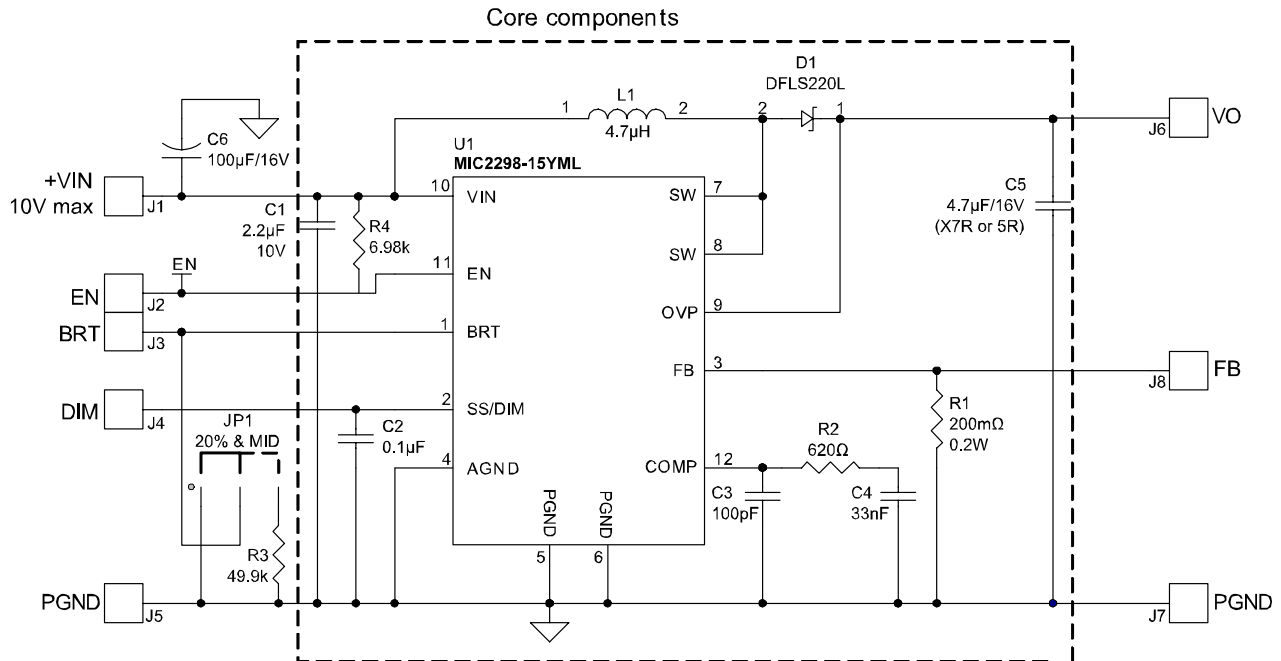 Core components
D1
DFLS220L
1
L1
2
4.7µH
2
1
VO
J6
C6
100µF/16V
U1
MIC2298-15YML
+VIN
10V max
J1
10
VIN
SW
7
C1
2.2µF
10V
R4
6.98k
C5
4.7µF/16V
(X7R or 5R)
SW
8
EN
11
EN
EN
J2
OVP
9
BRT
J3
1
BRT
FB
3
J8
FB
DIM
J4
2
SS/DIM
R1
200mΩ
0.2W
JP1
20% & MID
C2
0.1µF
R2
620Ω
4
AGND
COMP
12
C3
100pF
C4
33nF
PGND
PGND
5
6
R3
49.9k
PGND
J5
J7
PGND